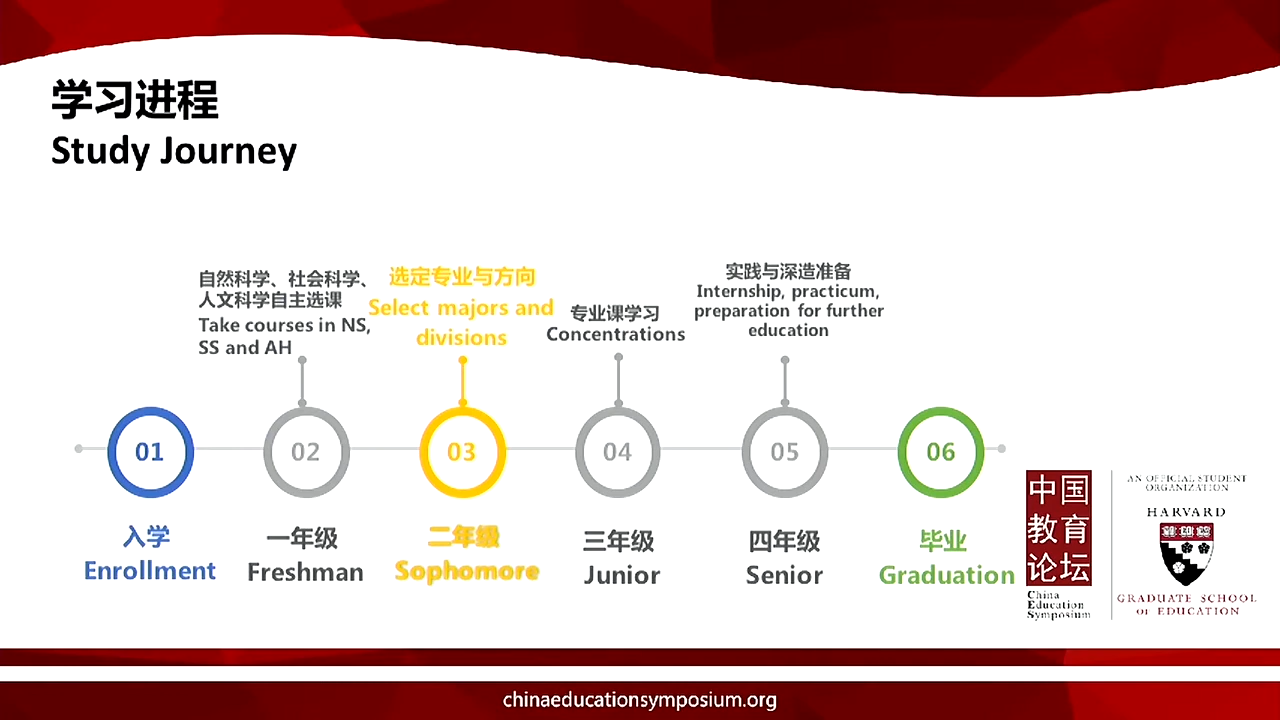 学习进程
Study Journey
自然科学、社会科学、
人文科学自主选课
Take courses in NS,
SS and AH
选定专业与方向
Select majors and
divisions
专业课学习
Concentrations
实践与深造准备
Internship, practicum,
preparation for further
education
01
02
03
04
05
06
入学
Enrollment
一年级
Freshman
二年级
Sophomore
三年级
Junior
四年级
Senior
毕业
Graduation
中国
教育
论坛
China
Education
Symposium
AN OFFICIAL STUDENT
ORGANIZATION
HARVARD
GRADUATE SCHOOL
OF EDUCATION
chinaeducationsymposium.org